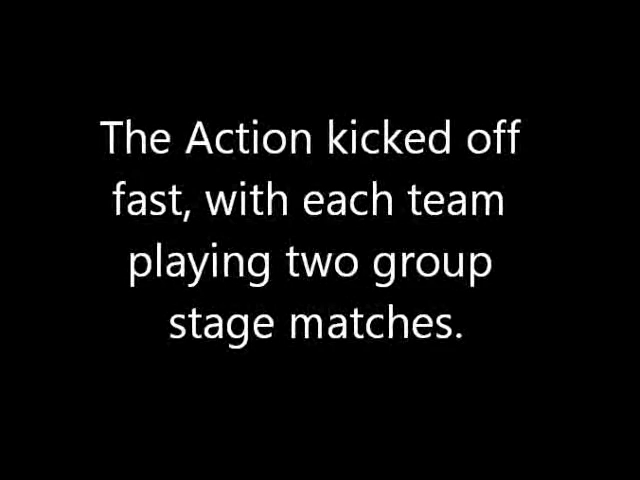 The Action kicked off
fast, with each team
playing two group
stage matches.